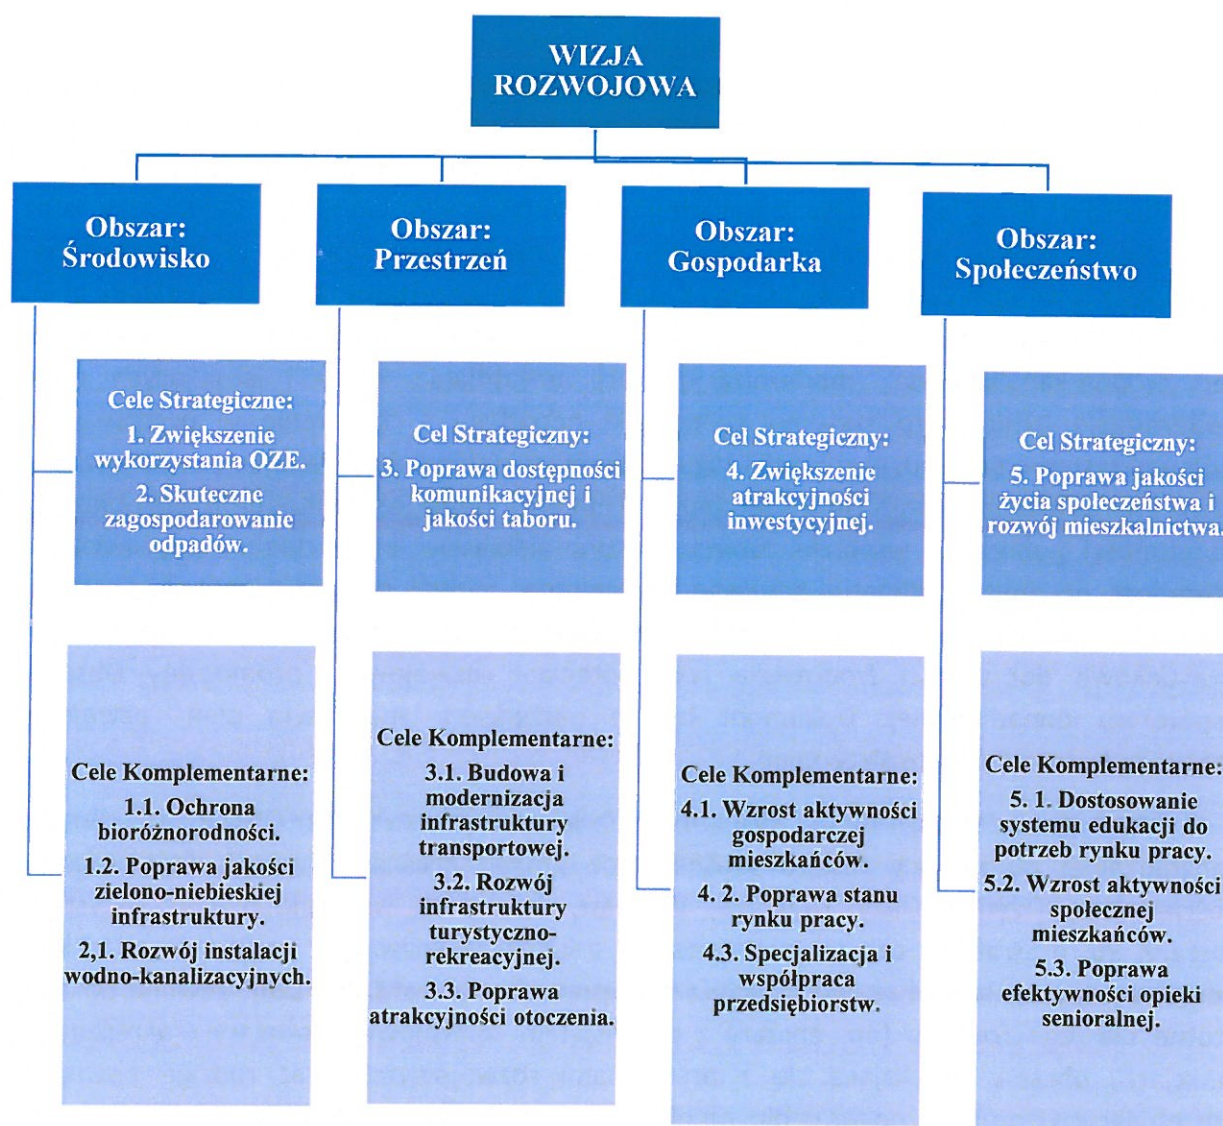 WIZJA
ROZWOJOWA
Obszar:
Środowisko
Obszar:
Przestrzeń
Obszar:
Gospodarka
Obszar:
Społeczeństwo
Cele Strategiczne:
1. Zwiększenie
wykorzystania OZE.
2. Skuteczne
zagospodarowanie
odpadów.
Cel Strategiczny:
3. Poprawa dostępności
komunikacyjnej i
jakości taboru.
Cel Strategiczny:
4. Zwiększenie
atrakcyjności
inwestycyjnej.
Cel Strategiczny:
5. Poprawa jakości
życia społeczeństwa i
rozwój mieszkalnictwa.
Cele Komplementarne:
1.1. Ochrona
bioróżnorodności.
1.2. Poprawa jakości
zielono-niebieskiej
infrastruktury.
2,1. Rozwój instalacji
wodno-kanalizacyjnych.
Cele Komplementarne:
3.1. Budowa i
modernizacja
infrastruktury
transportowej.
3.2. Rozwój
infrastruktury
turystyczno-
rekreacyjnej.
3.3. Poprawa
atrakcyjności otoczenia.
Cele Komplementarne:
4.1. Wzrost aktywności
gospodarczej
mieszkańców.
4. 2. Poprawa stanu
rynku pracy.
4.3. Specjalizacja i
współpraca
przedsiębiorstw.
Cele Komplementarne:
5. 1. Dostosowanie
systemu edukacji do
potrzeb rynku pracy.
5.2. Wzrost aktywności
społecznej
mieszkańców.
5.3. Poprawa
efektywności opieki
senioralnej.